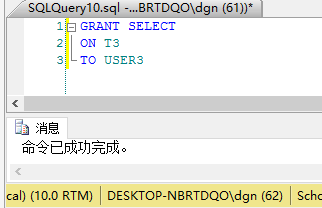 SQLQuery10.sql -...BRTDQO\dgn (61))*
1 GRANT SELECT
2 ON T3
3 TO USER3
消息
命令已成功完成。
cal) (10.0 RTM) DESKTOP-NBRTDQO\dgn (62) Scho